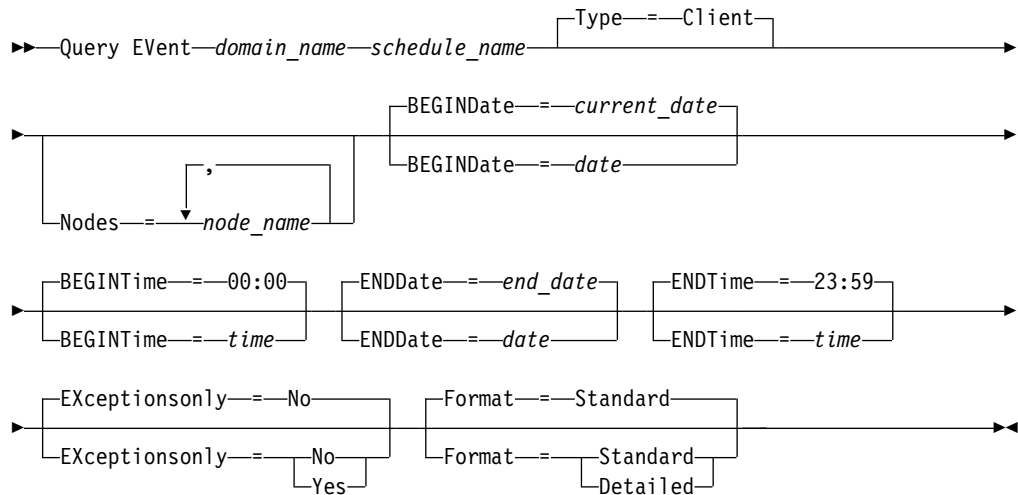 Type = Client
Query EVent domain_name schedule_name
BEGINDate = current_date
BEGINDate = date
,
Nodes = node_name
BEGINTime = 00:00 ENDDate = end_date ENDTime = 23:59
BEGINTime = time ENDDate = date ENDTime = time
EXceptionsonly = No Format = Standard
EXceptionsonly = No Format = Standard
Yes Detailed